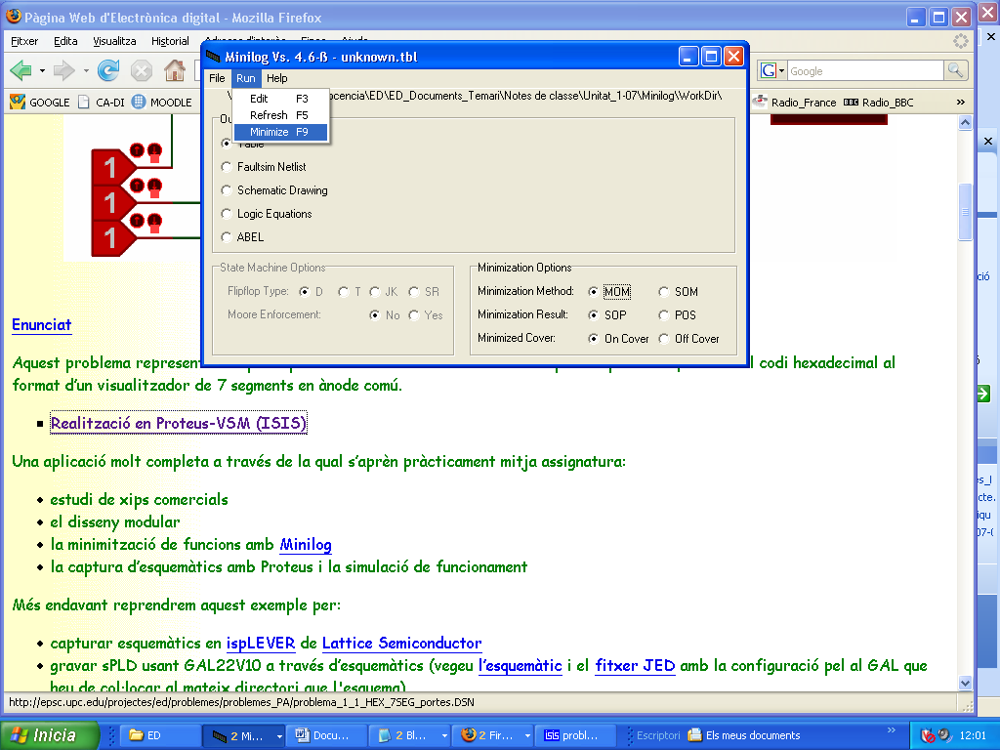 Pàgina Web d'Electrònica digital - Mozilla Firefox
Fitxer Edita Visualitza Historial
Google
GOOGLE CA-DI MOODLE
Radio_France BBC Radio_BBC »
Minilog Vs. 4.6-ß - unknown.tbl
File Run Help
Edit F3
Refresh F5
Minimize F9
ocencia\ED\ED_Documents_Temari\Notes de classe\Unitat_1-07\Minilog\WorkDir\
Table
Faultsim Netlist
Schematic Drawing
Logic Equations
ABEL
State Machine Options
Flipflop Type: D T JK SR
Moore Enforcement: No Yes
Minimization Options
Minimization Method: MOM SOM
Minimization Result: SOP POS
Minimized Cover: On Cover Off Cover
1
1
1
Enunciat
Aquest problema represent l codi hexadecimal al
format d’un visualitzador de 7 segments en ànode comú.
Realització en Proteus-VSM (ISIS)
Una aplicació molt completa a través de la qual s’aprèn pràcticament mitja assignatura:
estudi de xips comercials
el disseny modular
la minimització de funcions amb Minilog
la captura d’esquemàtics amb Proteus i la simulació de funcionament
Més endavant reprendrem aquest exemple per:
capturar esquemàtics en ispLEVER de Lattice Semiconductor
gravar sPLD usant GAL22V10 a través d’esquemàtics (vegeu l’esquemàtic i el fitxer JED amb la configuració pel al GAL que
heu de col·locar al mateix directori que l'esquema)
http://epsc.upc.edu/projectes/ed/problemes/problemes_PA/problema_1_1_HEX_7SEG_portes.DSN
Inicia ED 2 Mi... Docu... 2 Bl... 2 Fir... ISIS probl... Escriptori Els meus documents » 12:01